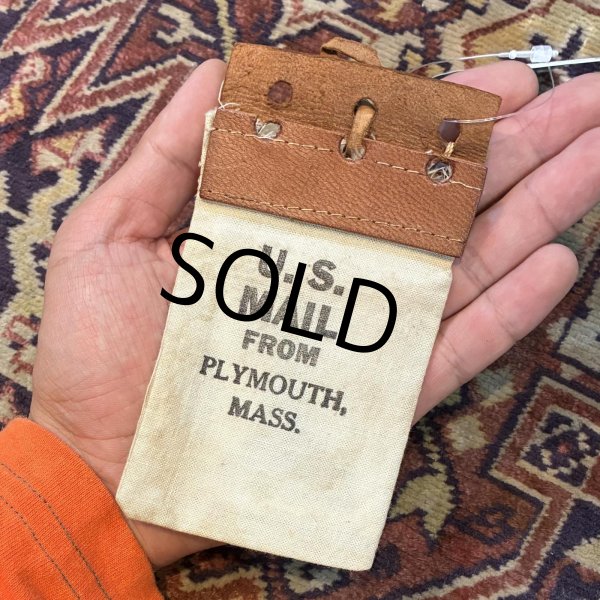 U.S.
MAIL
FROM
PLYMOUTH,
MASS.
SOLD